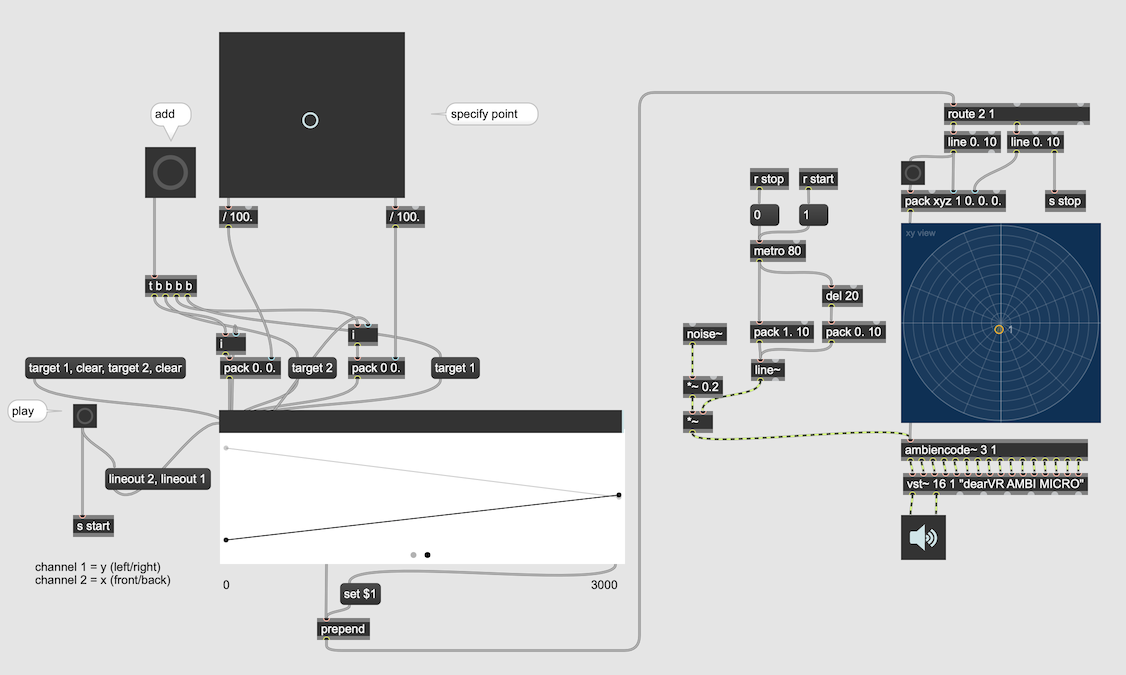 add
specify point
/ 100.
/ 100.
t b b b b
i
i
target 1, clear, target 2, clear
pack 0. 0.
target 2
pack 0 0.
target 1
play
lineout 2, lineout 1
s start
channel 1 = y (left/right)
channel 2 = x (front/back)
0
3000
set $1
prepend
r stop
r start
0
1
metro 80
del 20
noise~
pack 1. 10
pack 0. 10
line~
*~ 0.2
*~
route 2 1
line 0. 10
line 0. 10
pack xyz 1 0. 0. 0.
s stop
xy view
1
ambiencode~ 3 1
vst~ 16 1 "dearVR AMBI MICRO"